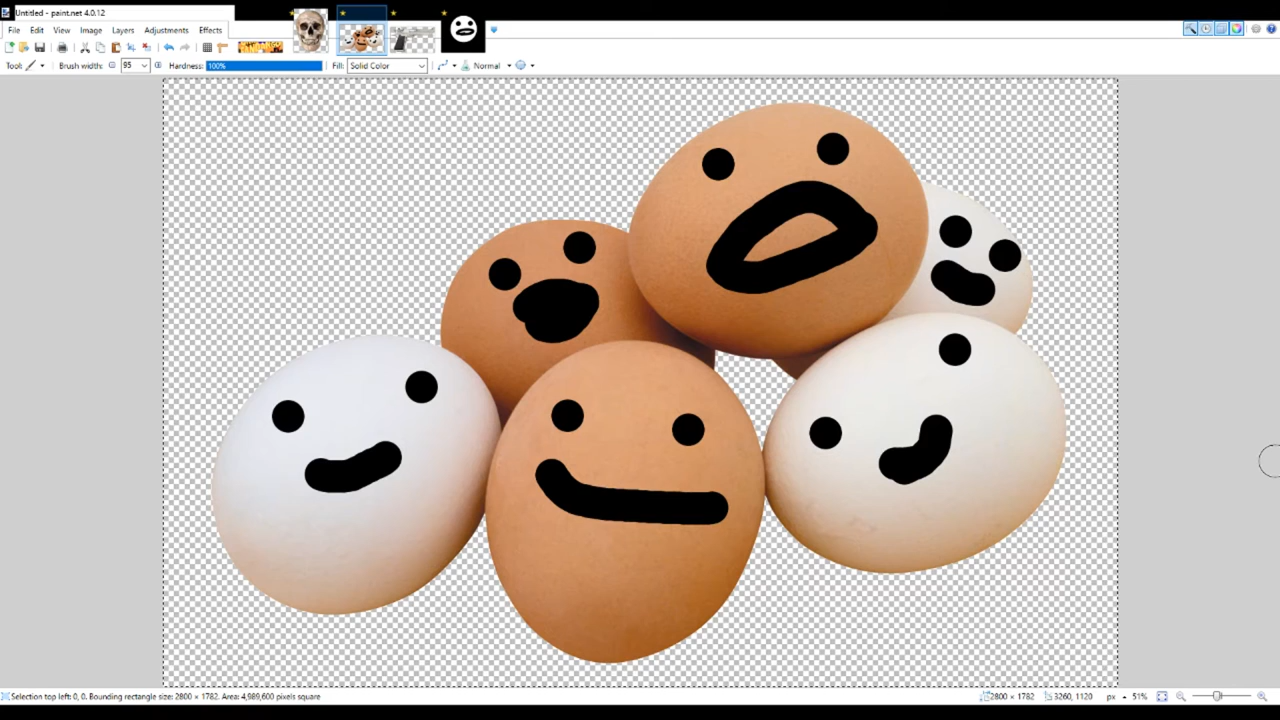 Untitled - paint.net 4.0.12
File Edit View Image Layers Adjustments Effects
Tool: Brush width: 95 Hardness: 100% Fill: Solid Color Normal
Selection top left: 0, 0. Bounding rectangle size: 2800 × 1782. Area: 4,989,600 pixels square 2800 × 1782 3260, 1120 px 51%